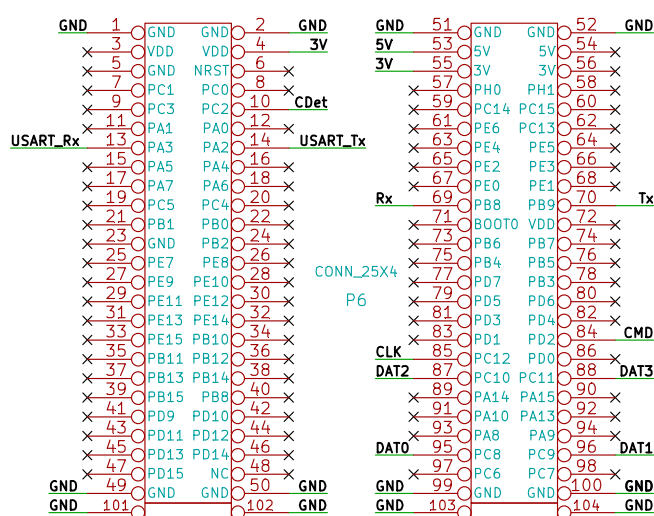 GND 1 GND GND 2 GND
3 VDD VDD 4 3V
5 GND NRST 6
7 PC1 PC0 8
9 PC3 PC2 10 CDet
11 PA1 PA0 12
USART_Rx 13 PA3 PA2 14 USART_Tx
15 PA5 PA4 16
17 PA7 PA6 18
19 PC5 PC4 20
21 PB1 PB0 22
23 GND PB2 24
25 PE7 PE8 26
27 PE9 PE10 28
29 PE11 PE12 30
31 PE13 PE14 32
33 PE15 PB10 34
35 PB11 PB12 36
37 PB13 PB14 38
39 PB15 PB8 40
41 PD9 PD10 42
43 PD11 PD12 44
45 PD13 PD14 46
47 PD15 NC 48
GND 49 GND GND 50 GND
GND 101 102 GND
CONN_25X4
P6
GND 51 GND GND 52 GND
5V 53 5V 5V 54
3V 55 3V 3V 56
57 PH0 PH1 58
59 PC14 PC15 60
61 PE6 PC13 62
63 PE4 PE5 64
65 PE2 PE3 66
67 PE0 PE1 68
Rx 69 PB8 PB9 70 Tx
71 BOOT0 VDD 72
73 PB6 PB7 74
75 PB4 PB5 76
77 PD7 PB3 78
79 PD5 PD6 80
81 PD3 PD4 82
83 PD1 PD2 84 CMD
CLK 85 PC12 PD0 86
DAT2 87 PC10 PC11 88 DAT3
89 PA14 PA15 90
91 PA10 PA13 92
93 PA8 PA9 94
DAT0 95 PC8 PC9 96 DAT1
97 PC6 PC7 98
GND 99 GND GND 100 GND
GND 103 104 GND